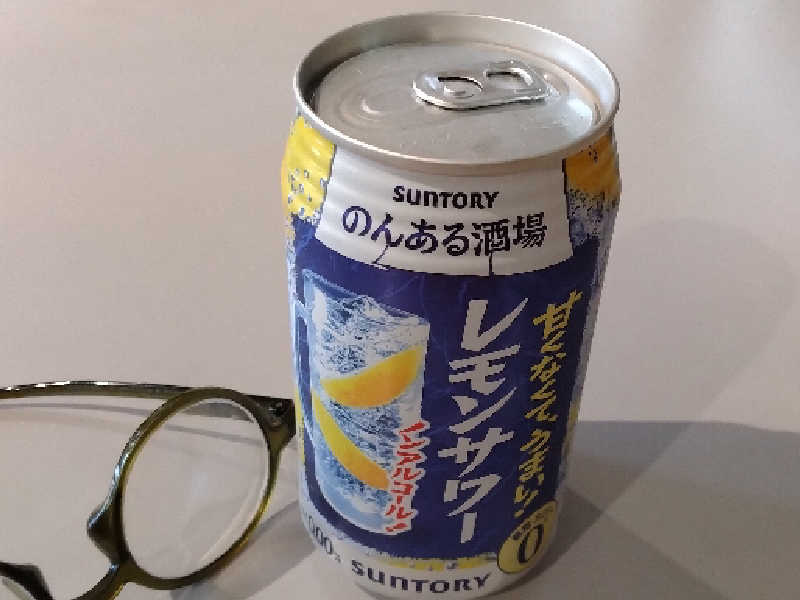 SUNTORY
のんある酒場
レモンサワー
甘くなくてうまい!
ノンアルコール!
0
SUNTORY